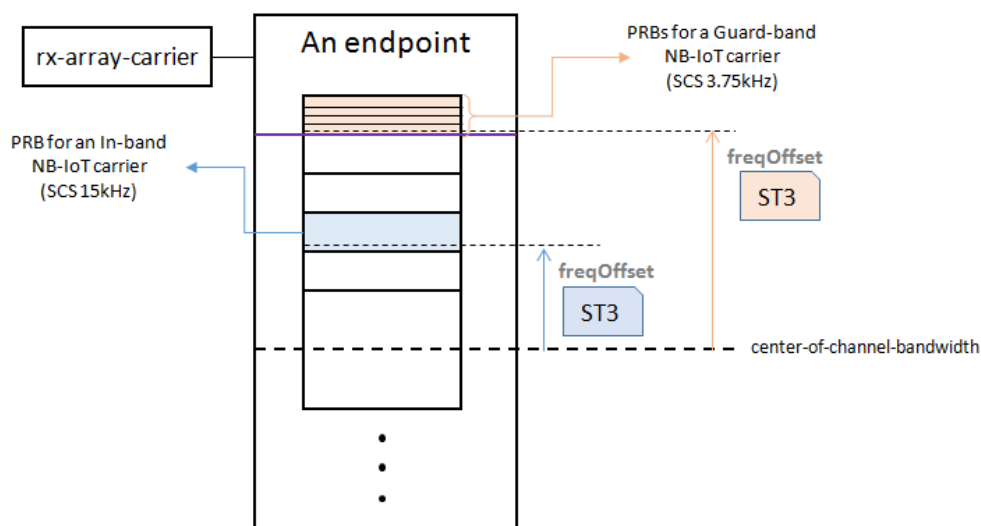 An endpoint
rx-array-carrier
PRBs for a Guard-band
NB-IoT carrier
(SCS 3.75kHz)
PRB for an In-band
NB-IoT carrier
(SCS 15kHz)
freqOffset
ST3
freqOffset
ST3
center-of-channel-bandwidth